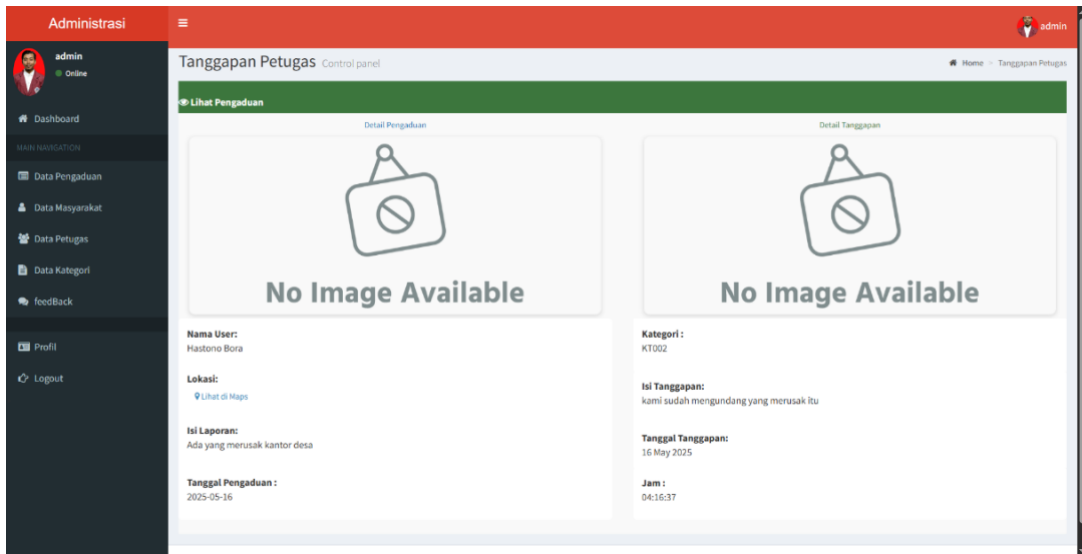 Administrasi
admin
admin
Online
Dashboard
MAIN NAVIGATION
Data Pengaduan
Data Masyarakat
Data Petugas
Data Kategori
feedBack
Profil
Logout
Tanggapan Petugas Control panel
Home > Tanggapan Petugas
Lihat Pengaduan
Detail Pengaduan
No Image Available
Nama User:
Hastono Bora
Lokasi:
Lihat di Maps
Isi Laporan:
Ada yang merusak kantor desa
Tanggal Pengaduan :
2025-05-16
Detail Tanggapan
No Image Available
Kategori :
KT002
Isi Tanggapan:
kami sudah mengundang yang merusak itu
Tanggal Tanggapan:
16 May 2025
Jam :
04:16:37